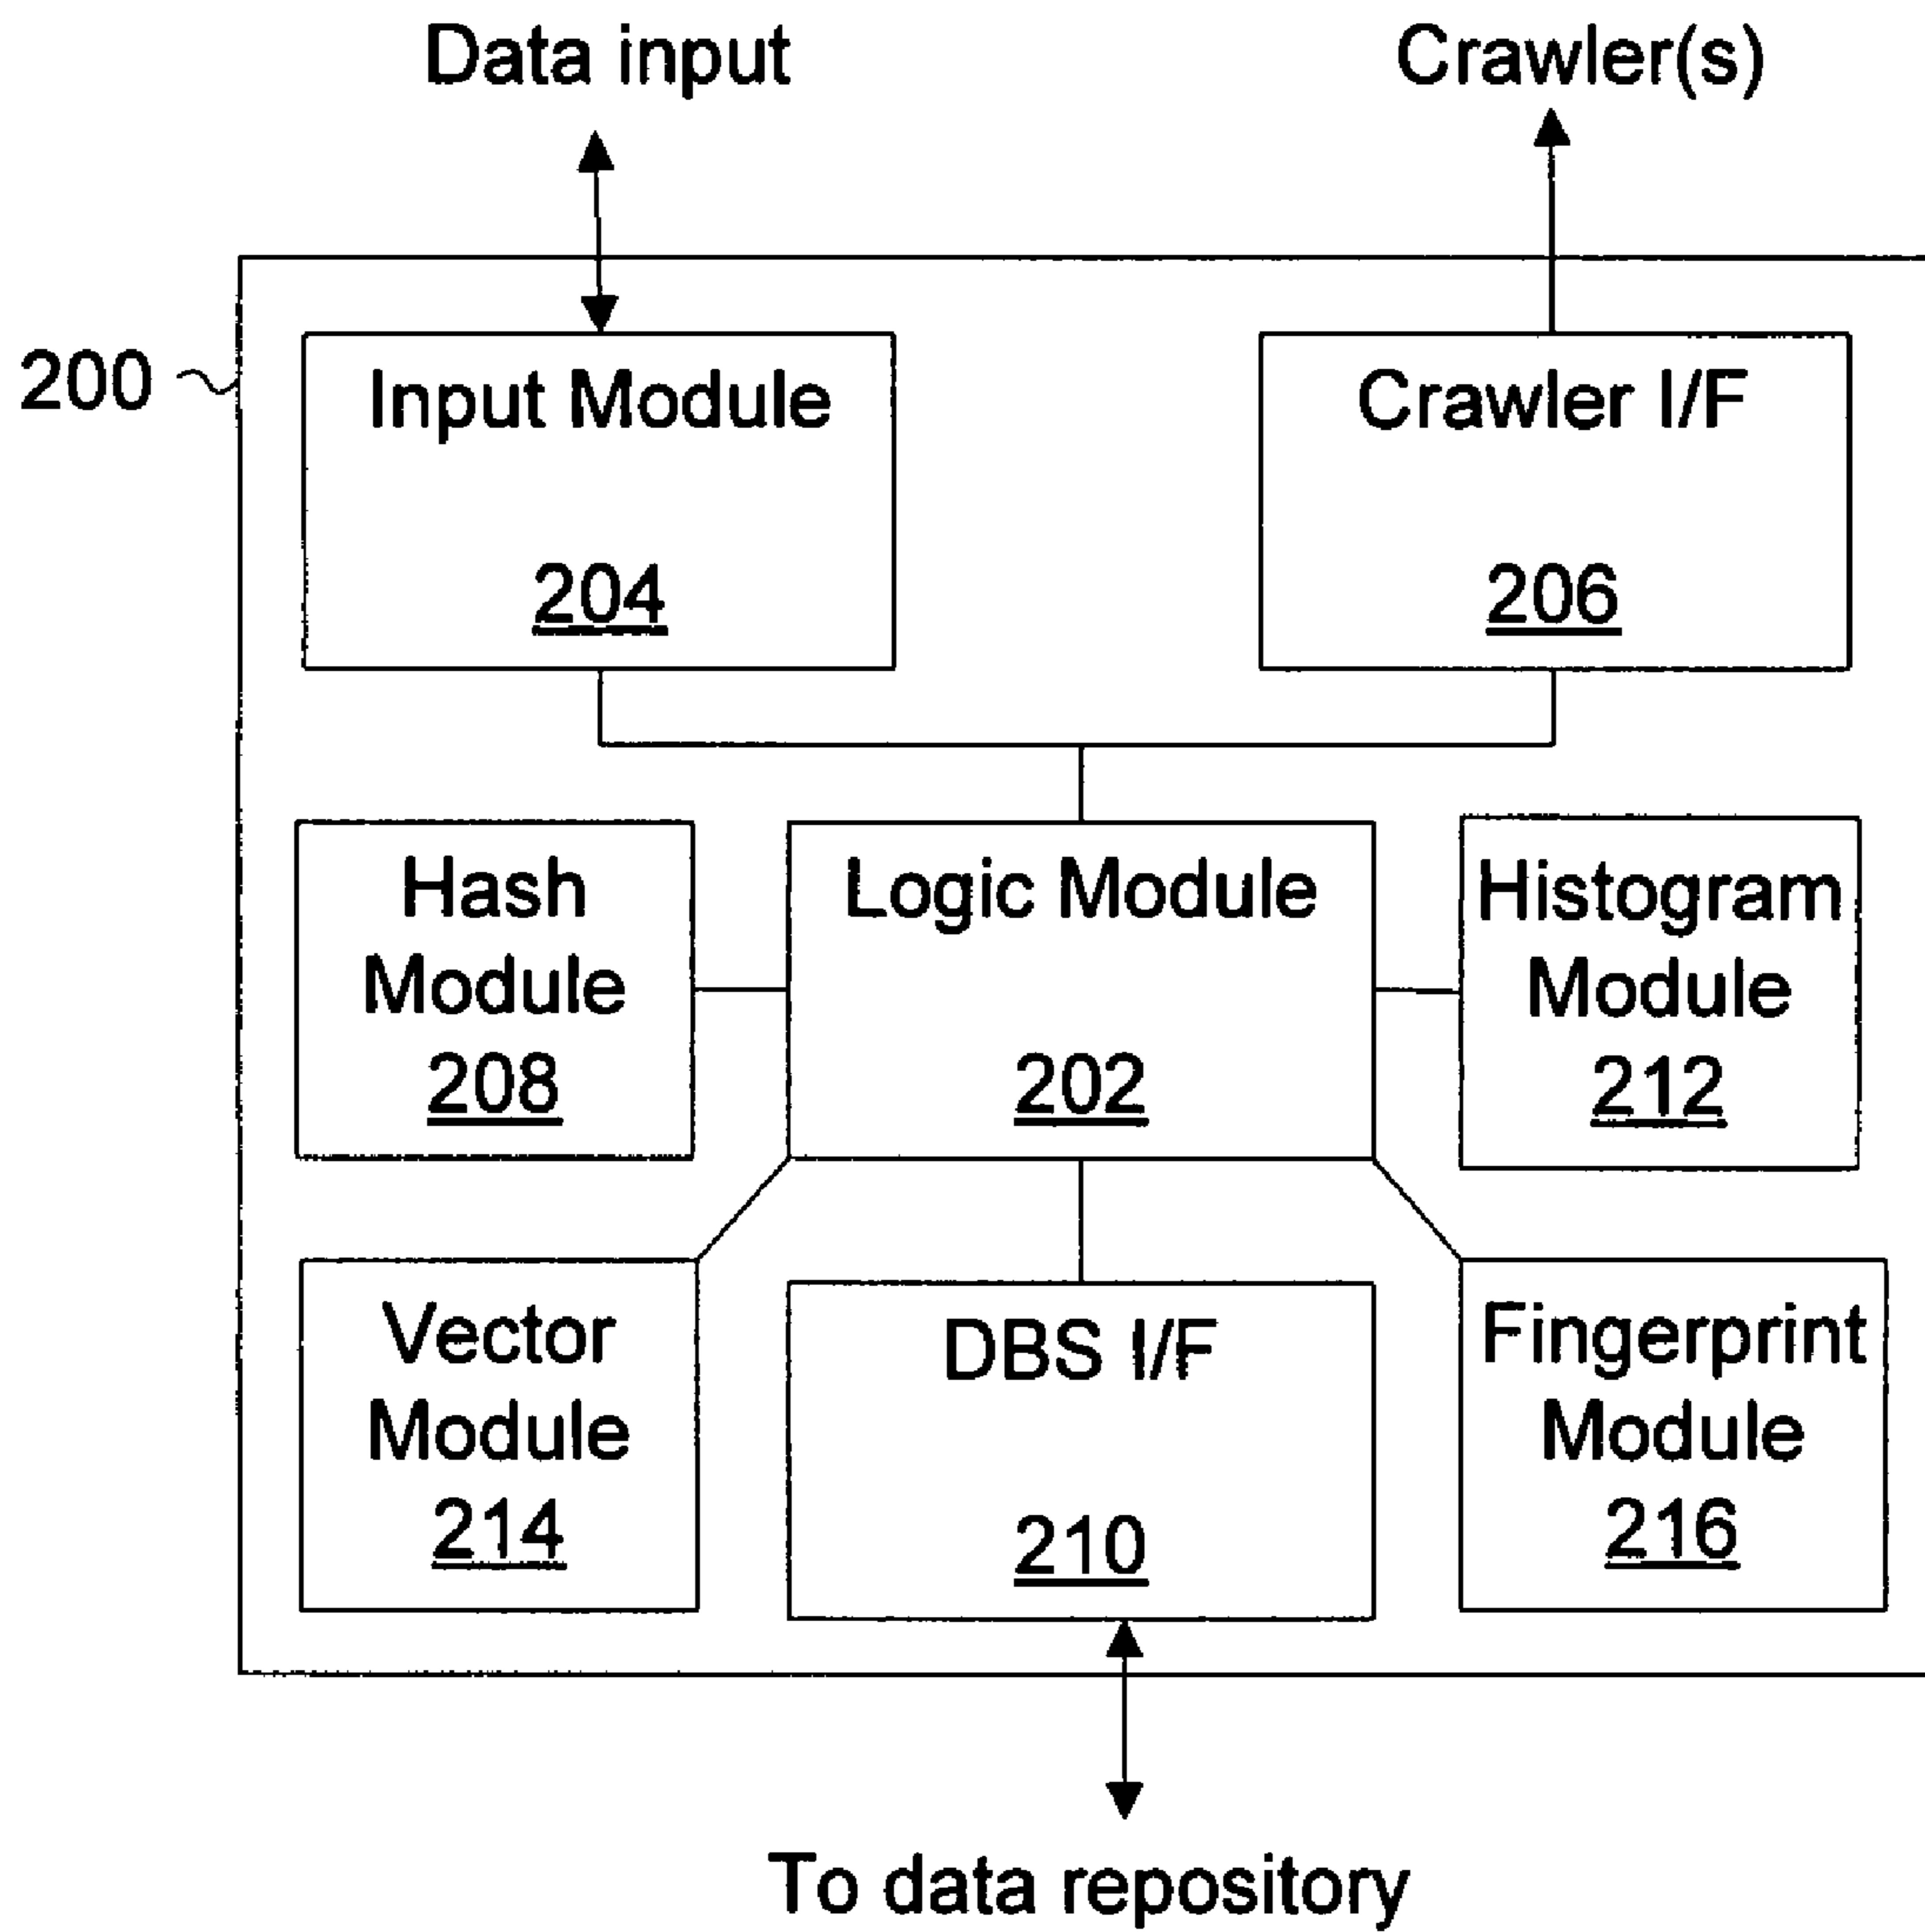 Data input
Crawler(s)
200
Input Module
204
Crawler I/F
206
Hash
Module
208
Logic Module
202
Histogram
Module
212
Vector
Module
214
DBS I/F
210
Fingerprint
Module
216
To data repository